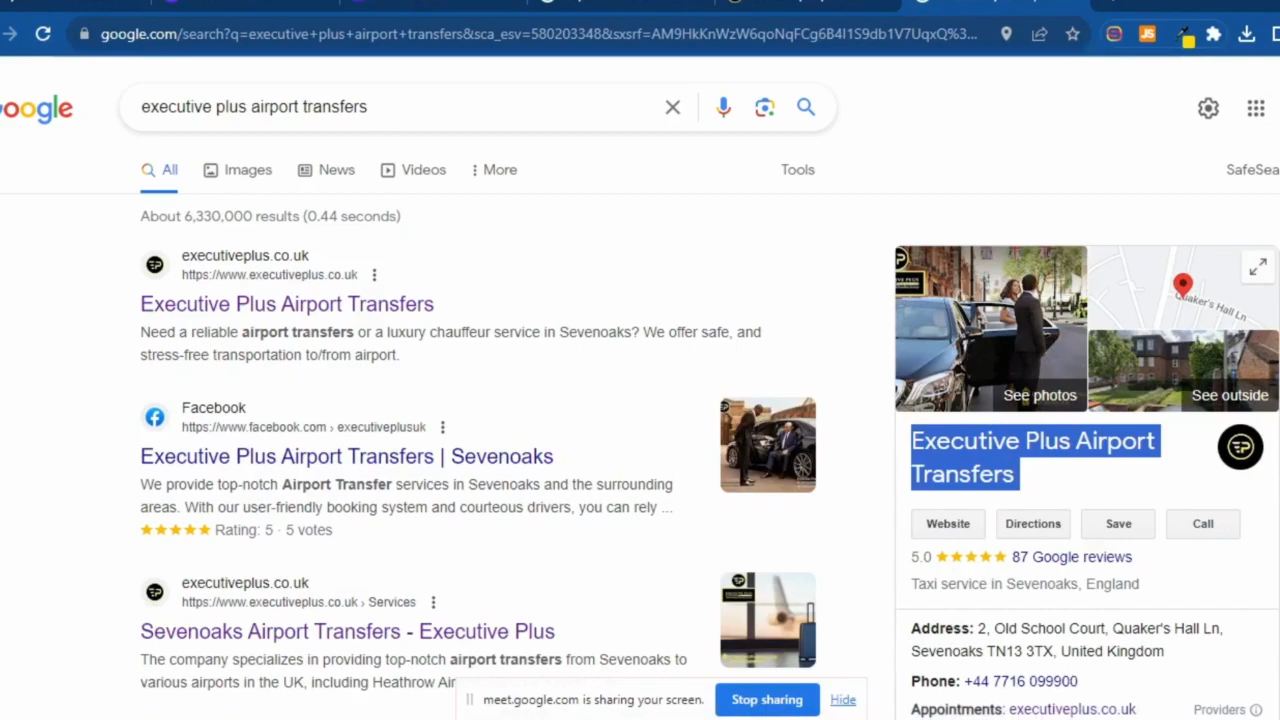 google.com/search?q=executive+plus+airport+transfers&sca_esv=580203348&sxsrf=AM9HkKnWzW6qoNqFCg6B4I1S9db1V7UqxQ%3...
oogle
executive plus airport transfers
All
Images
News
Videos
More
Tools
SafeSea
About 6,330,000 results (0.44 seconds)
executiveplus.co.uk
https://www.executiveplus.co.uk
Executive Plus Airport Transfers
Need a reliable airport transfers or a luxury chauffeur service in Sevenoaks? We offer safe, and
stress-free transportation to/from airport.
Facebook
https://www.facebook.com › executiveplusuk
Executive Plus Airport Transfers | Sevenoaks
We provide top-notch Airport Transfer services in Sevenoaks and the surrounding
areas. With our user-friendly booking system and courteous drivers, you can rely ...
Rating: 5 · 5 votes
executiveplus.co.uk
https://www.executiveplus.co.uk › Services
Sevenoaks Airport Transfers - Executive Plus
The company specializes in providing top-notch airport transfers from Sevenoaks to
various airports in the UK, including Heathrow Air
Quaker's Hall Ln
See photos
See outside
Executive Plus Airport
Transfers
Website
Directions
Save
Call
5.0
87 Google reviews
Taxi service in Sevenoaks, England
Address: 2, Old School Court, Quaker's Hall Ln,
Sevenoaks TN13 3TX, United Kingdom
Phone: +44 7716 099900
Appointments: executiveplus.co.uk
Providers
meet.google.com is sharing your screen.
Stop sharing
Hide